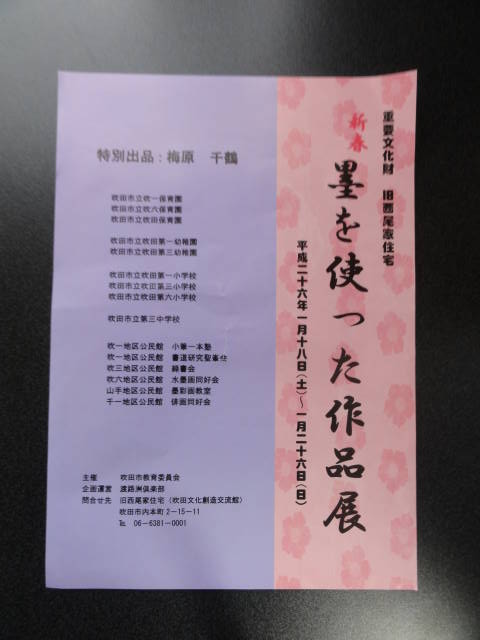 重要文化財 旧西尾家住宅
新春
墨を使った作品展
平成二十六年一月十八日(土)~一月二十六日(日)
特別出品:梅原 千鶴
吹田市立吹一保育園
吹田市立吹六保育園
吹田市立吹田保育園
吹田市立吹田第一幼稚園
吹田市立吹田第三幼稚園
吹田市立吹田第一小学校
吹田市立吹田第三小学校
吹田市立吹田第六小学校
吹田市立第三中学校
吹一地区公民館 小筆一本塾
吹一地区公民館 書道研究聖峯
吹三地区公民館 緑書会
吹六地区公民館 水墨画同好会
山手地区公民館 墨彩画教室
千一地区公民館 俳画同好会
主催 吹田市教育委員会
企画運営 淡路洲倶楽部
問合せ先 旧西尾家住宅(吹田文化創造交流館)
吹田市内本町2-15-11
℡ 06-6381-0001